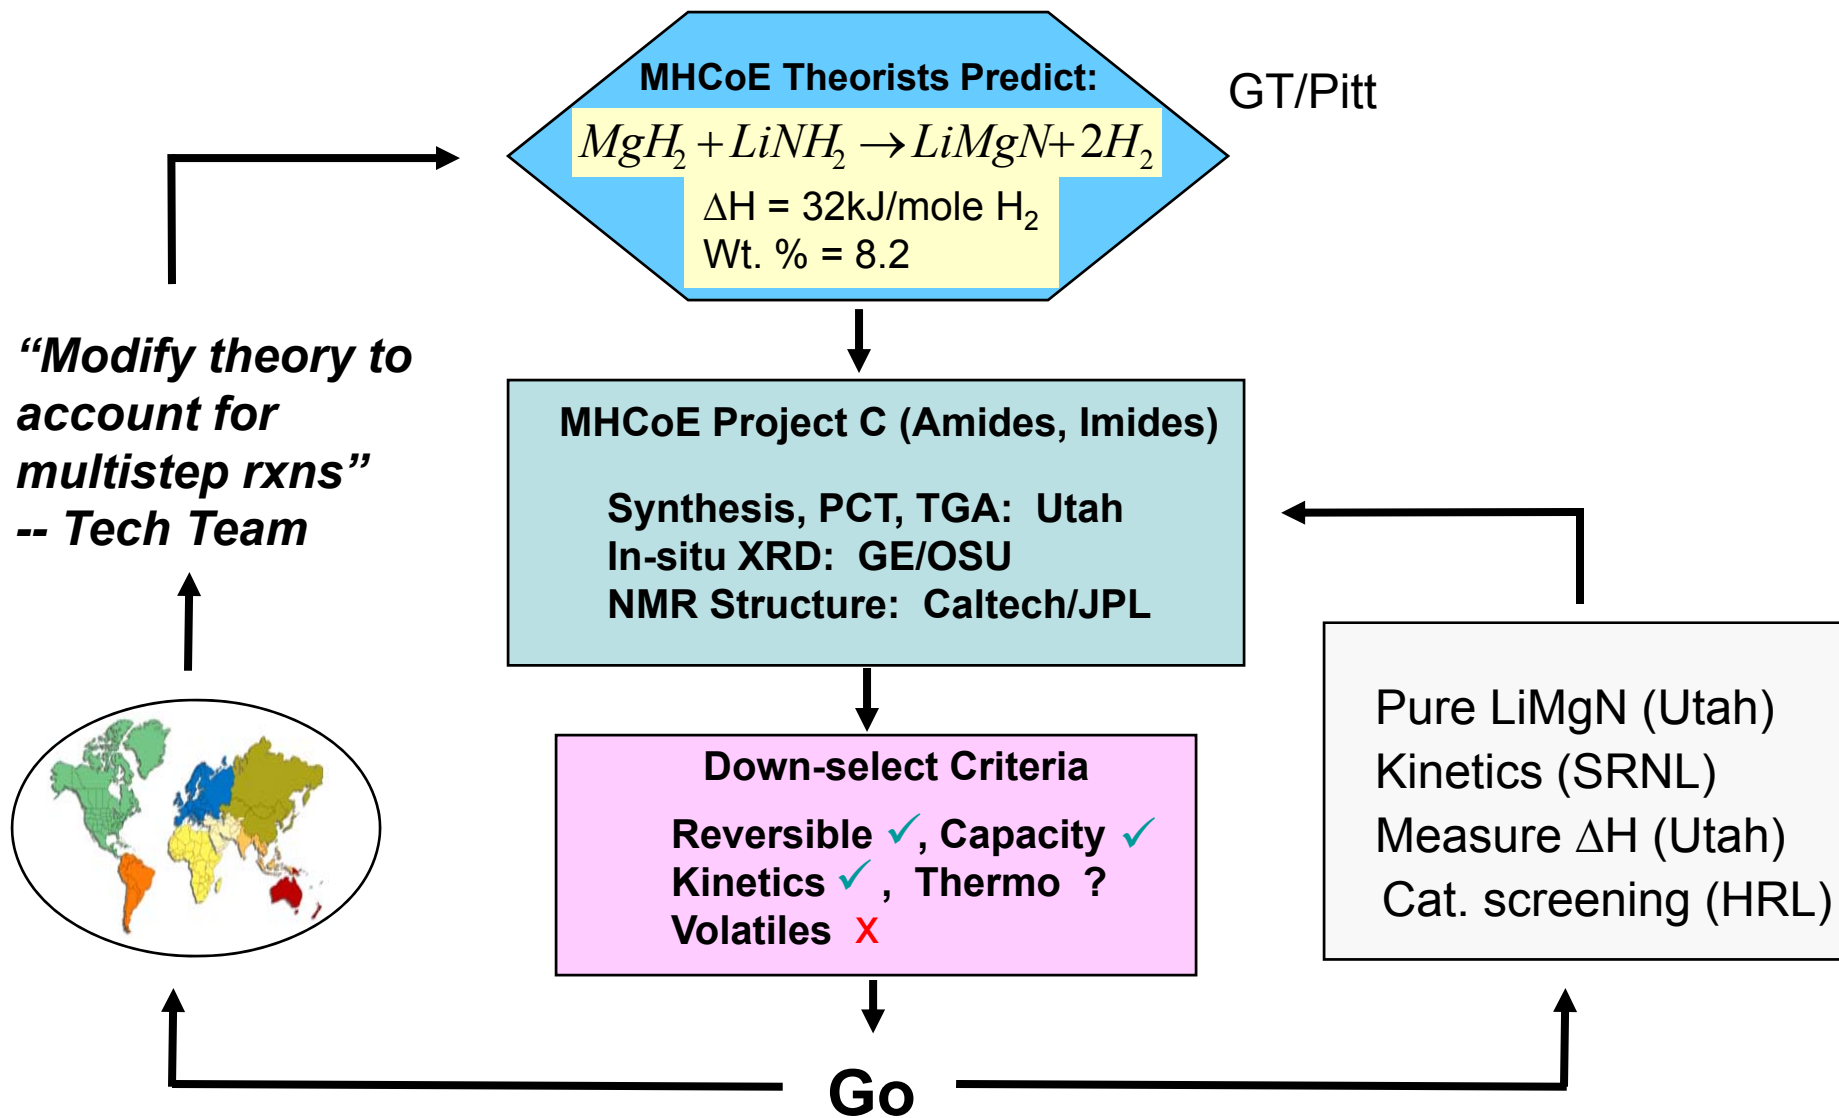 MHCoE Theorists Predict:
MgH₂ + LiNH₂ → LiMgN + 2H₂
ΔH = 32kJ/mole H₂
Wt. % = 8.2
GT/Pitt
“Modify theory to
account for
multistep rxns”
-- Tech Team
MHCoE Project C (Amides, Imides)
Synthesis, PCT, TGA: Utah
In-situ XRD: GE/OSU
NMR Structure: Caltech/JPL
Down-select Criteria
Reversible ✓, Capacity ✓
Kinetics ✓ , Thermo ?
Volatiles x
Pure LiMgN (Utah)
Kinetics (SRNL)
Measure ΔH (Utah)
Cat. screening (HRL)
Go